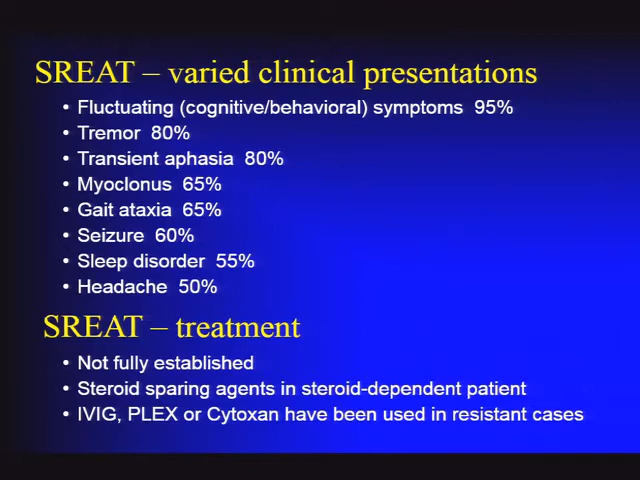 SREAT – varied clinical presentations
• Fluctuating (cognitive/behavioral) symptoms 95%
• Tremor 80%
• Transient aphasia 80%
• Myoclonus 65%
• Gait ataxia 65%
• Seizure 60%
• Sleep disorder 55%
• Headache 50%
SREAT – treatment
• Not fully established
• Steroid sparing agents in steroid-dependent patient
• IVIG, PLEX or Cytoxan have been used in resistant cases